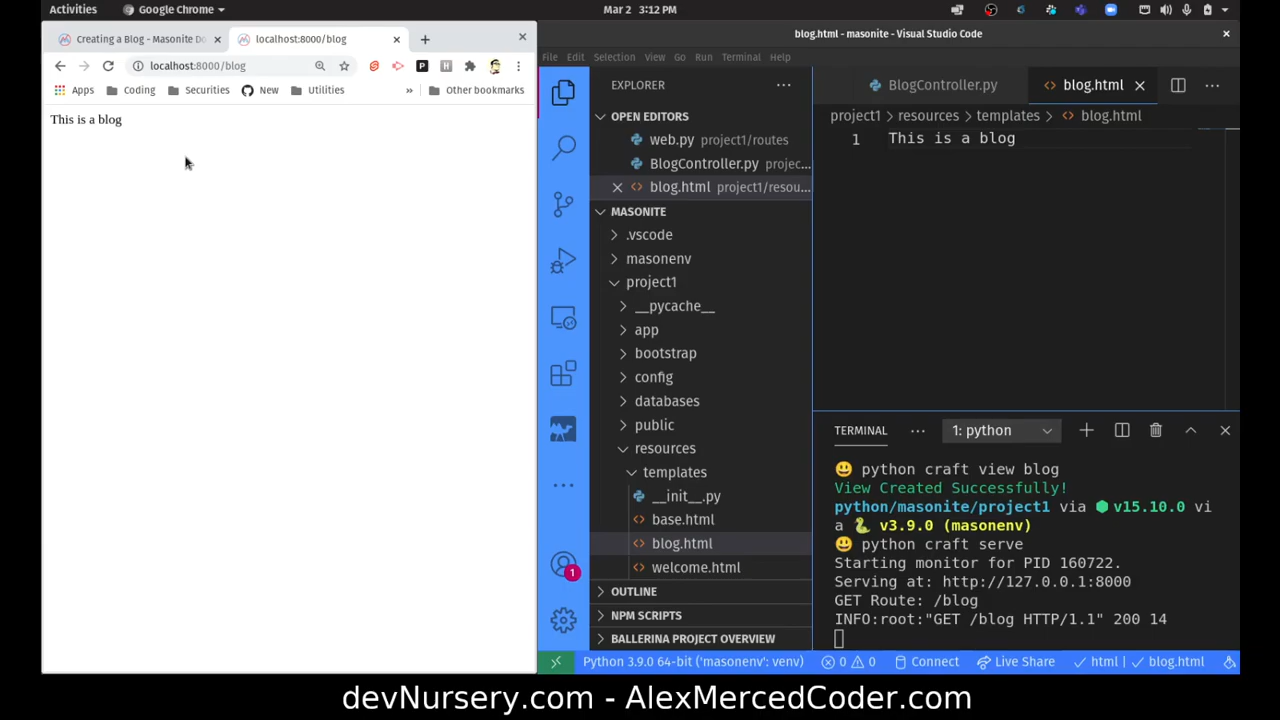 Activities
Google Chrome
Mar 2 3:12 PM
Creating a Blog - Masonite Do
localhost:8000/blog
localhost:8000/blog
Apps
Coding
Securities
New
Utilities
»
Other bookmarks
This is a blog
blog.html - masonite - Visual Studio Code
File Edit Selection View Go Run Terminal Help
EXPLORER
OPEN EDITORS
web.py project1/routes
BlogController.py projec...
blog.html project1/resou...
MASONITE
.vscode
masonenv
project1
__pycache__
app
bootstrap
config
databases
public
resources
templates
__init__.py
base.html
blog.html
welcome.html
OUTLINE
NPM SCRIPTS
BALLERINA PROJECT OVERVIEW
1
BlogController.py
blog.html
project1 > resources > templates > blog.html
1 This is a blog
TERMINAL
1: python
😃 python craft view blog
View Created Successfully!
python/masonite/project1 via ⬢ v15.10.0 vi
a 🐍 v3.9.0 (masonenv)
😃 python craft serve
Starting monitor for PID 160722.
Serving at: http://127.0.0.1:8000
GET Route: /blog
INFO:root:"GET /blog HTTP/1.1" 200 14
Python 3.9.0 64-bit ('masonenv': venv)
0
0
Connect
Live Share
html
blog.html
devNursery.com - AlexMercedCoder.com